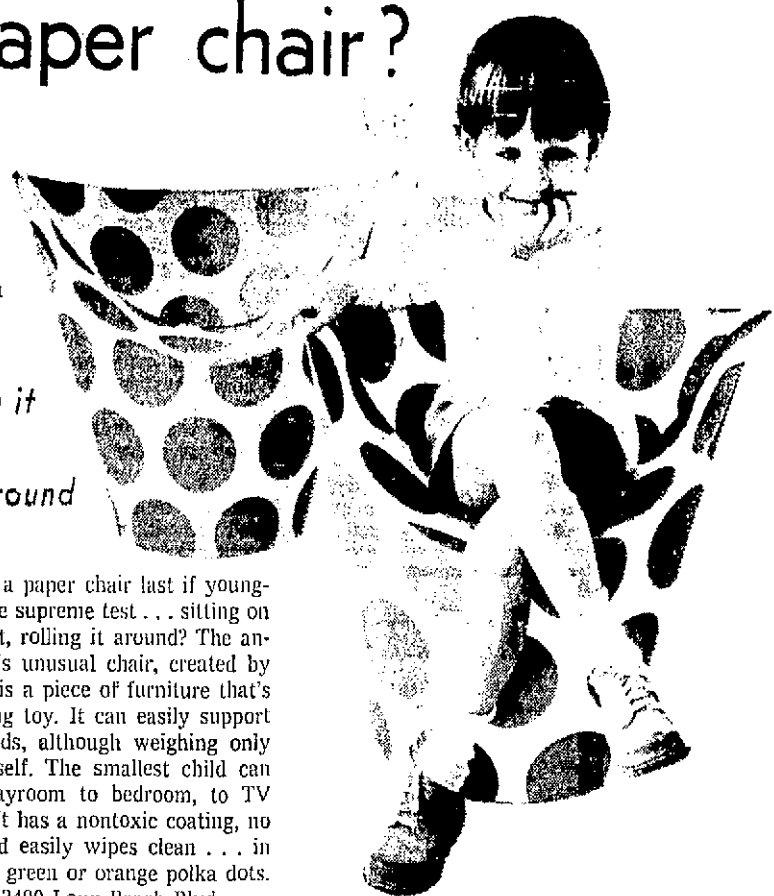 aper chair?
it
round
a paper chair last if young-
e supreme test... sitting on
t, rolling it around? The an-
's unusual chair, created by
is a piece of furniture that's
g toy. It can easily support
ds, although weighing only
self. The smallest child can
ayroom to bedroom, to TV
t has a nontoxic coating, no
d easily wipes clean... in
green or orange polka dots.